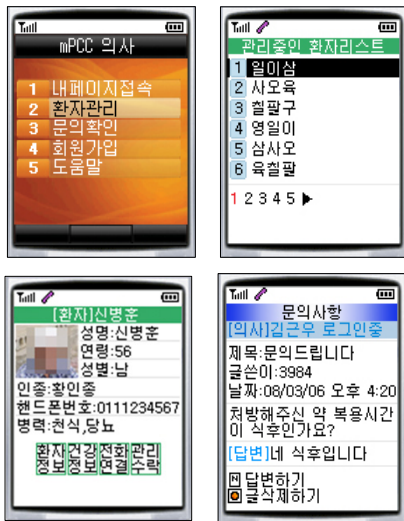 mPCC 의사
1 내페이지접속
2 환자관리
3 문의확인
4 회원가입
5 도움말
관리중인 환자리스트
1 일이삼
2 사오육
3 칠팔구
4 영일이
5 삼사오
6 육칠팔
1 2 3 4 5 ▶
[환자]신병훈
성명:신병훈
연령:56
성별:남
인종:황인종
핸드폰번호:0111234567
병력:천식,당뇨
환자 건강 전화 관리
정보 정보 연결 수락
문의사항
[의사]김근우 로그인중
제목:문의드립니다
글쓴이:3984
날짜:08/03/06 오후 4:20
처방해주신 약 복용시간
이 식후인가요?
[답변]네 식후입니다
답변하기
글삭제하기